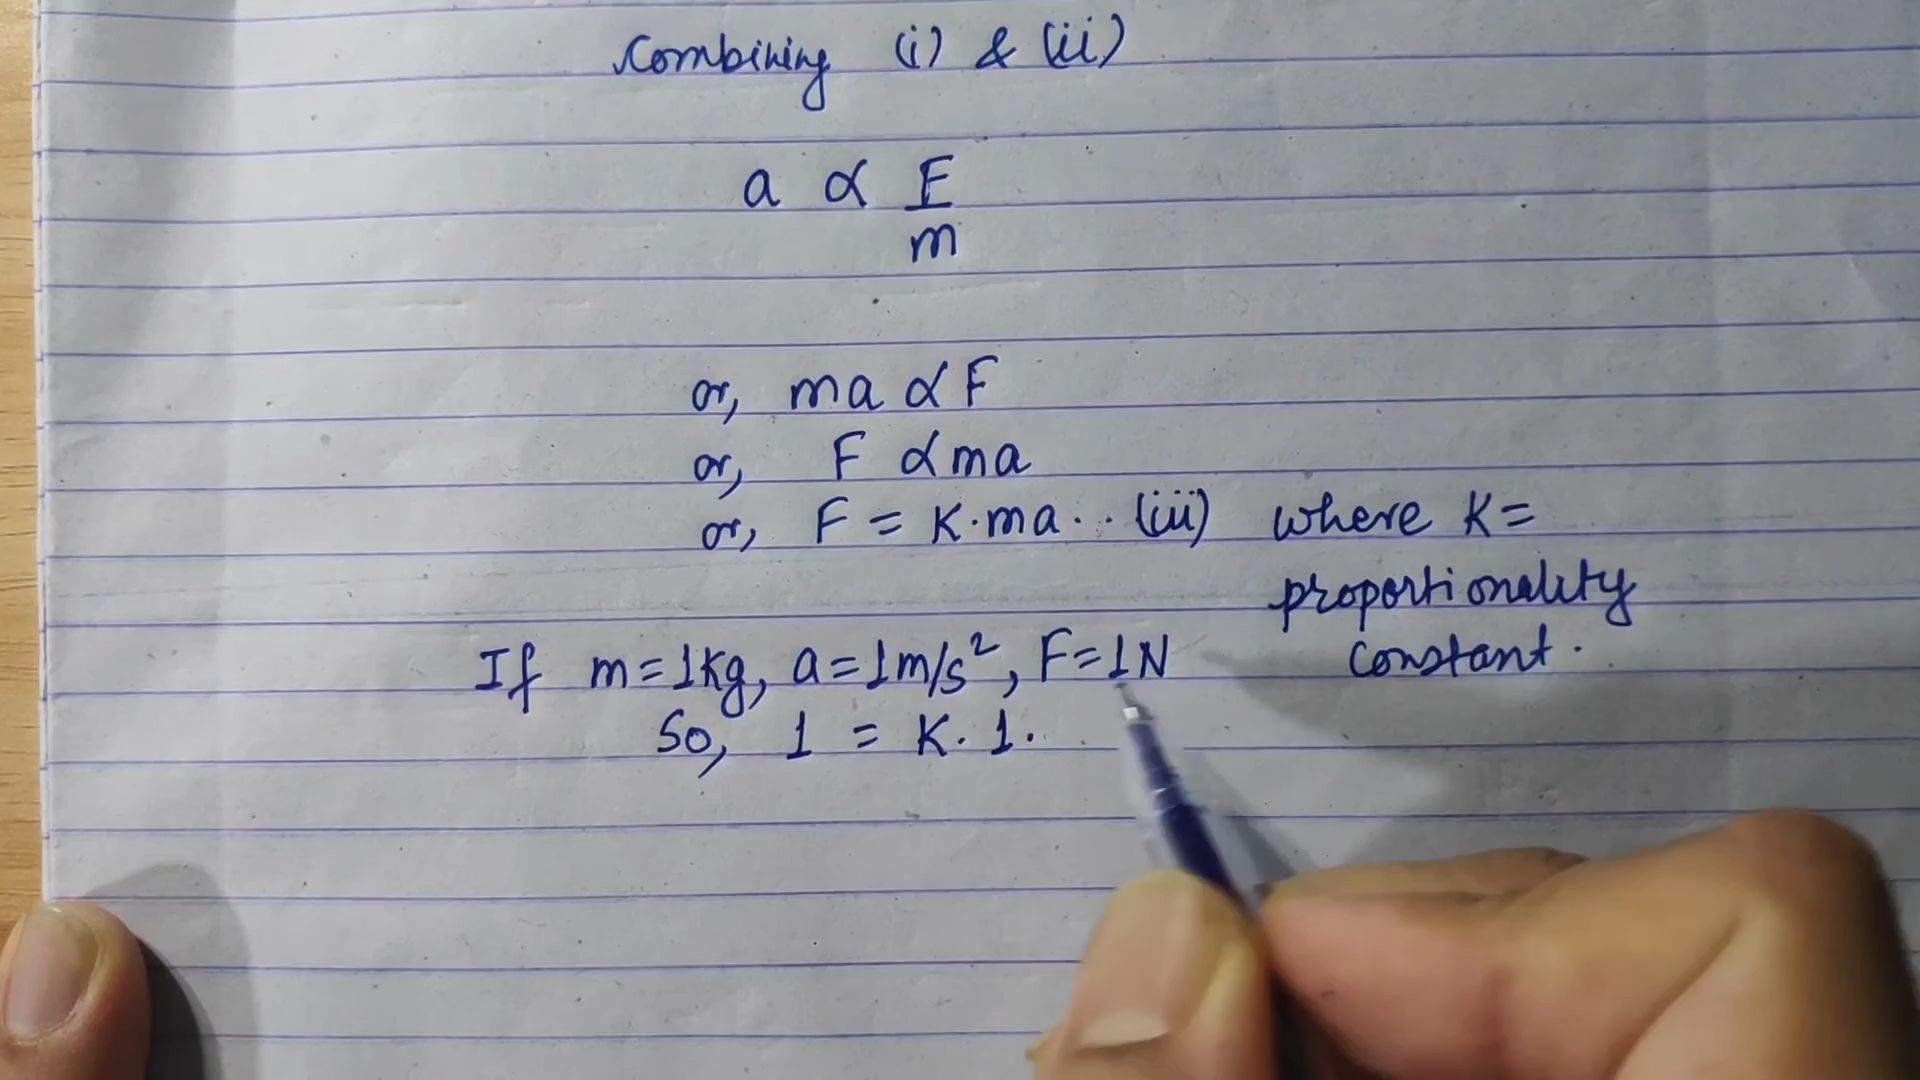 Combining (i) & (ii)
a ∝ F
m
or, ma ∝ F
or, F ∝ ma
or, F = K·ma.. (iii) where K=
proportionality
constant.
If m=1kg, a=1m/s², F=1N
So, 1 = K. 1.